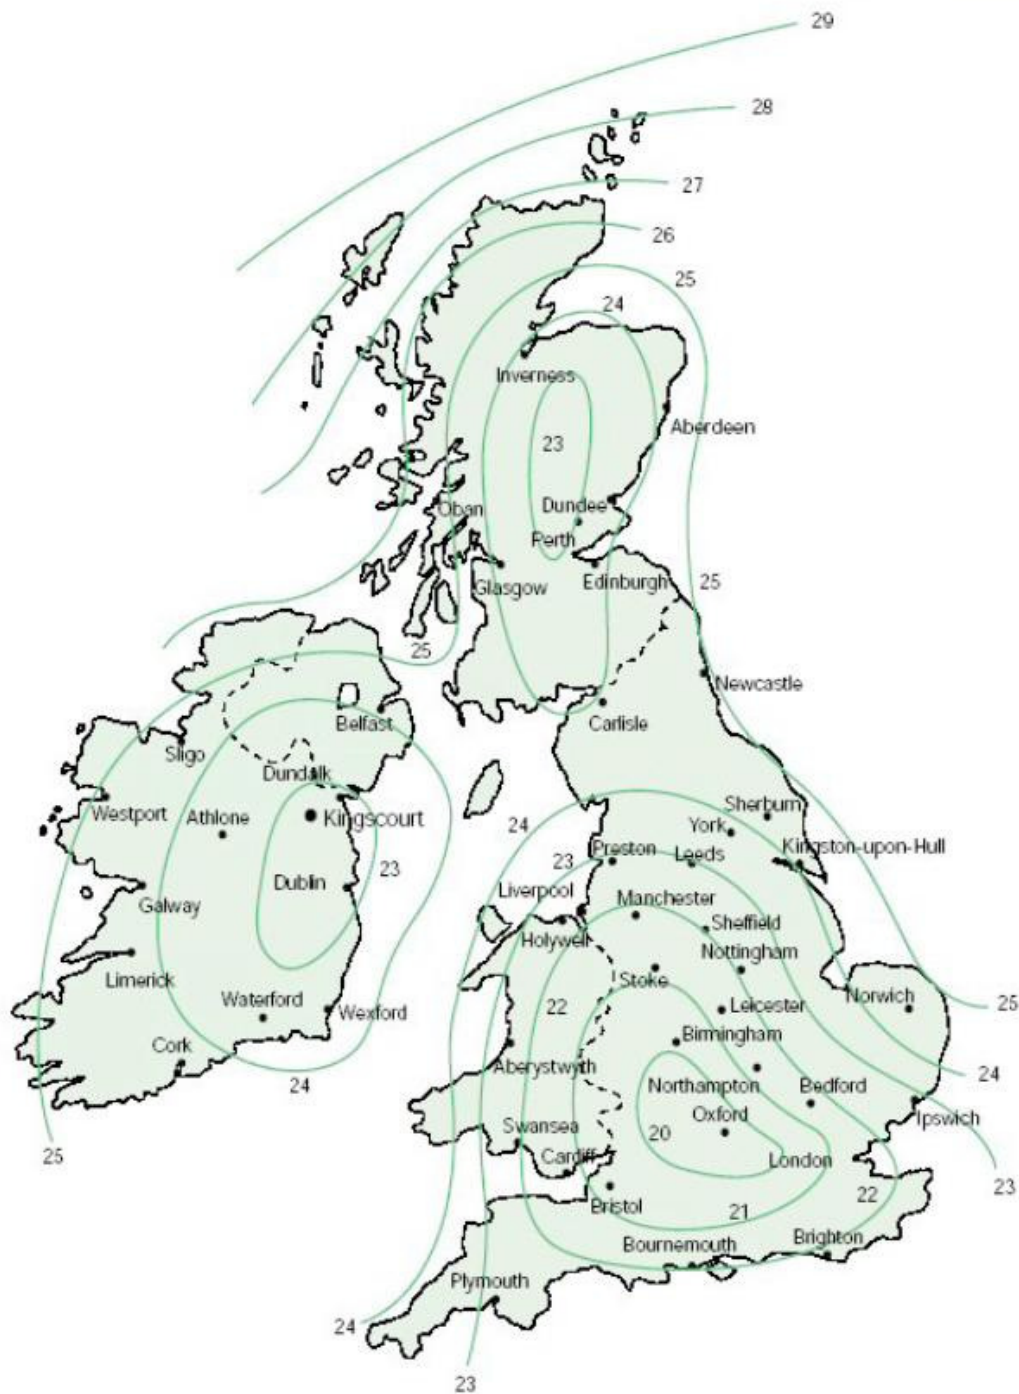 29
28
27
26
25
24
Inverness
Aberdeen
23
Oban
Dundee
Perth
Glasgow
Edinburgh
25
25
Newcastle
Carlisle
Belfast
Sligo
Dundalk
Westport
Athlone
Kingscourt
24
Sherburn
York
Kingston-upon-Hull
Preston
Leeds
23
23
Dublin
Liverpool
Manchester
Galway
Holywell
Sheffield
Nottingham
Limerick
Stoke
Norwich
25
Waterford
Wexford
22
Leicester
Birmingham
Cork
Aberystwyth
24
24
Northampton
Bedford
Ipswich
Oxford
Swansea
20
25
Cardiff
London
23
22
Bristol
21
Bournemouth
Brighton
Plymouth
24
23